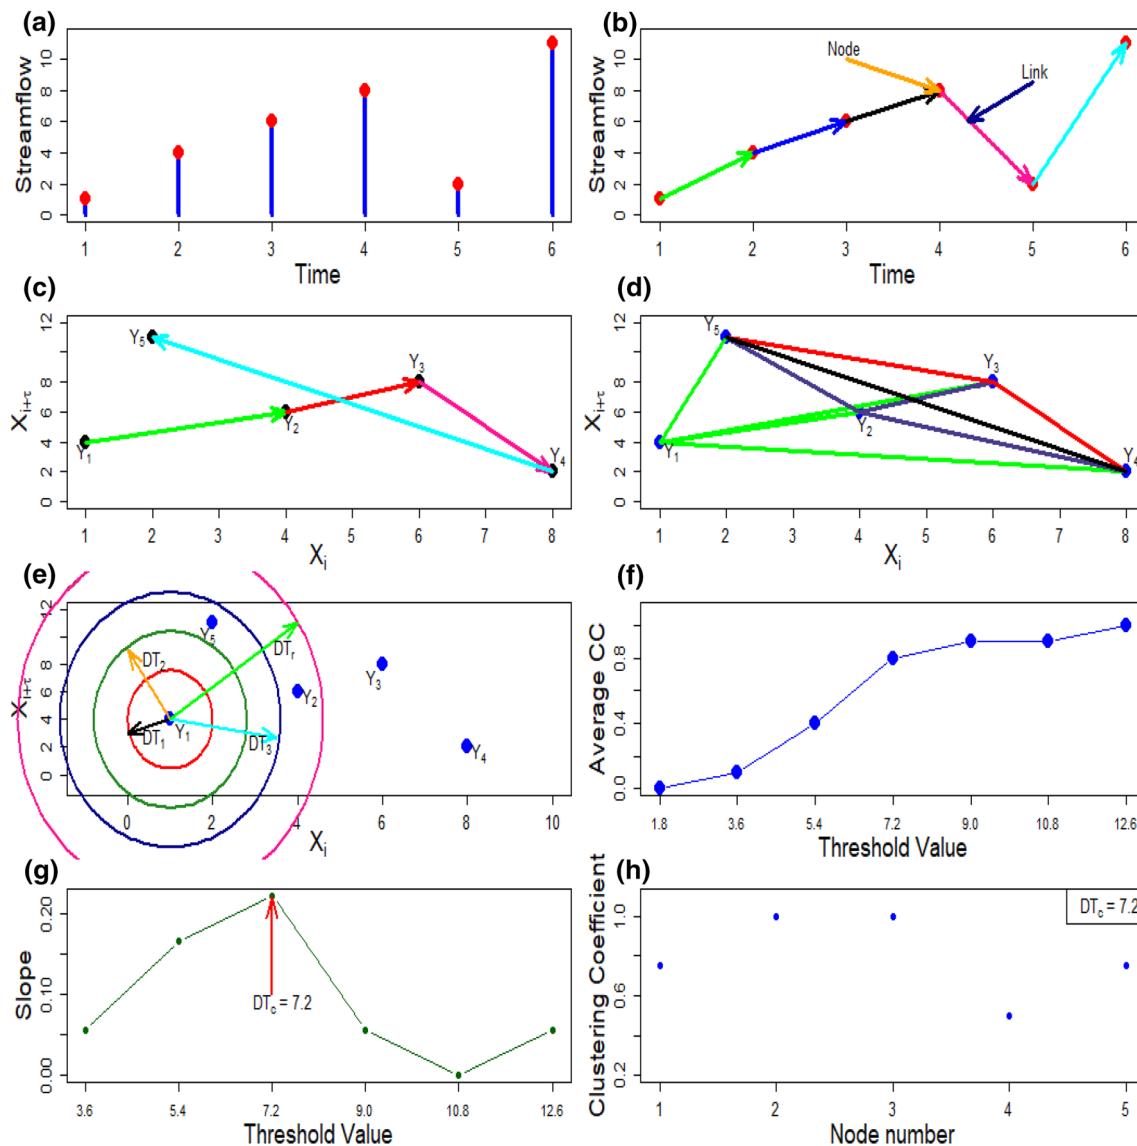 (a)
Streamflow
0 2 4 6 8 10
1 2 3 4 5 6
Time
(b)
Streamflow
0 2 4 6 8 10
Node
Link
1 2 3 4 5 6
Time
(c)
Xi+τ
0 2 4 6 8 10 12
Y1
Y2
Y3
Y4
Y5
1 2 3 4 5 6 7 8
Xi
(d)
Xi+τ
0 2 4 6 8 10 12
Y1
Y2
Y3
Y4
Y5
1 2 3 4 5 6 7 8
Xi
(e)
Xi+τ
0 2 4 6 8 12
Y1
Y2
Y3
Y4
Y5
DT1
DT2
DT3
DTr
0 2 4 6 8 10
Xi
(f)
Average CC
0.0 0.4 0.8
1.8 3.6 5.4 7.2 9.0 10.8 12.6
Threshold Value
(g)
Slope
0.00 0.10 0.20
DTc = 7.2
3.6 5.4 7.2 9.0 10.8 12.6
Threshold Value
(h)
Clustering Coefficient
0.2 0.6 1.0
DTc = 7.2
1 2 3 4 5
Node number